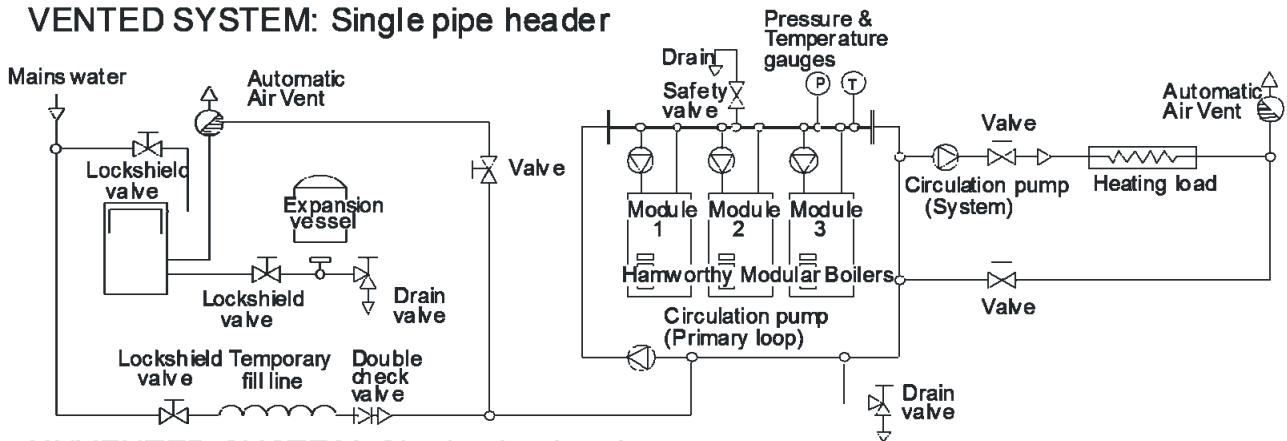 VENTED SYSTEM: Single pipe header
Pressure &
Temperature
gauges
Drain
Mains water
Automatic
Air Vent
Safety
valve
P
T
Automatic
Air Vent
Valve
Lockshield
valve
Valve
Expansion
vessel
Circulation pump
(System)
Heating load
Module
1
Module
2
Module
3
Hamworthy Modular Boilers
Lockshield
valve
Drain
valve
Valve
Circulation pump
(Primary loop)
Lockshield
valve
Temporary
fill line
Double
check
valve
Drain
valve